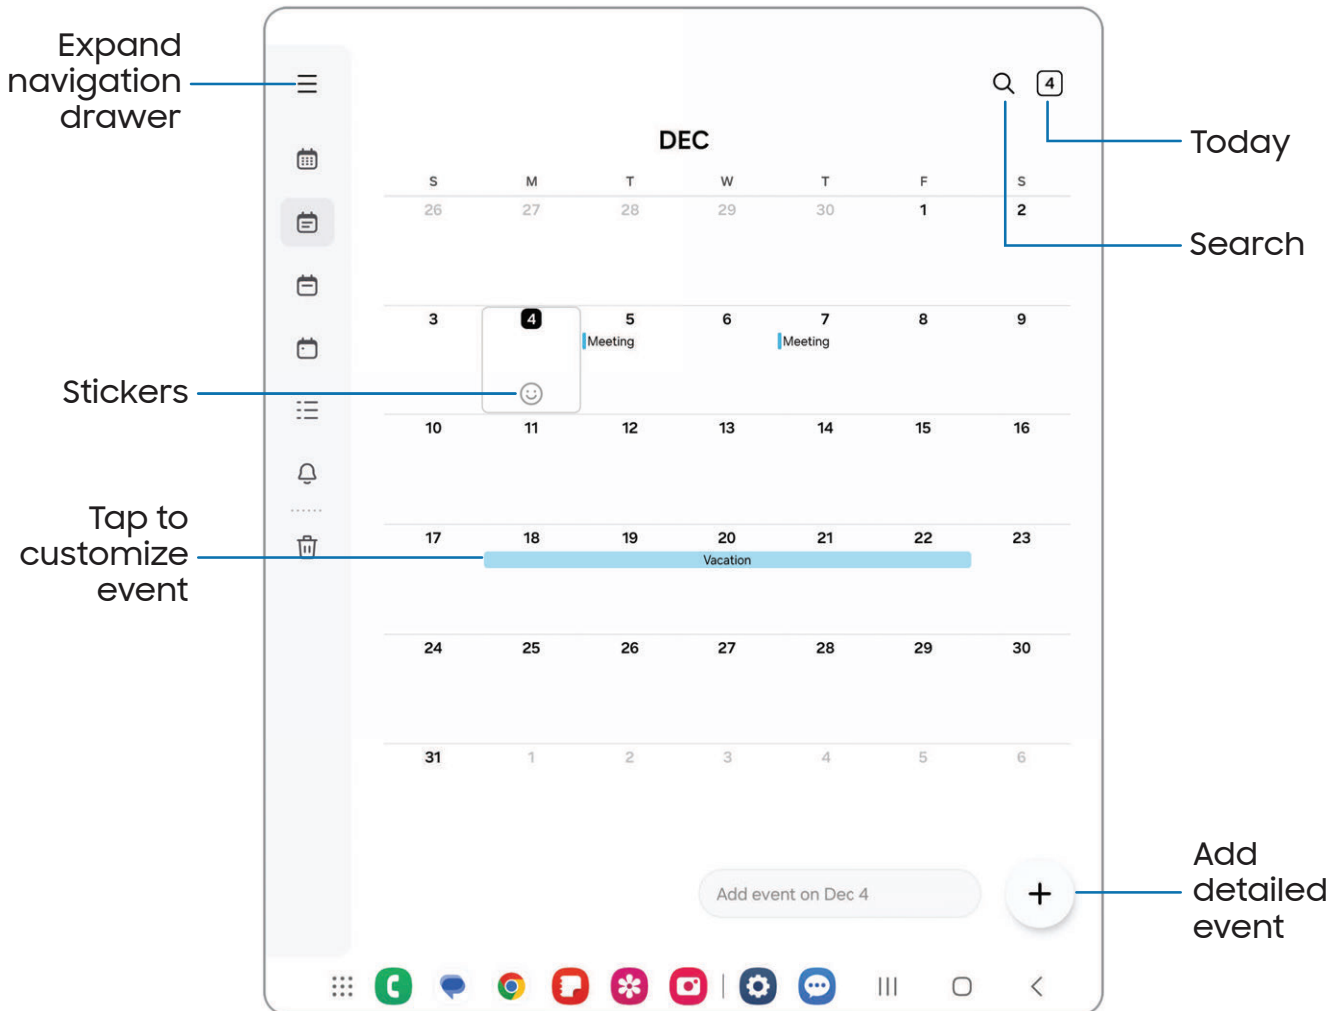 Expand
navigation
drawer
4
Today
Search
DEC
S M T W T F S
26 27 28 29 30 1 2
3 4 5 6 7 8 9
Meeting Meeting
Stickers
10 11 12 13 14 15 16
Tap to
customize
event
17 18 19 20 21 22 23
Vacation
24 25 26 27 28 29 30
31 1 2 3 4 5 6
Add event on Dec 4
+
Add
detailed
event